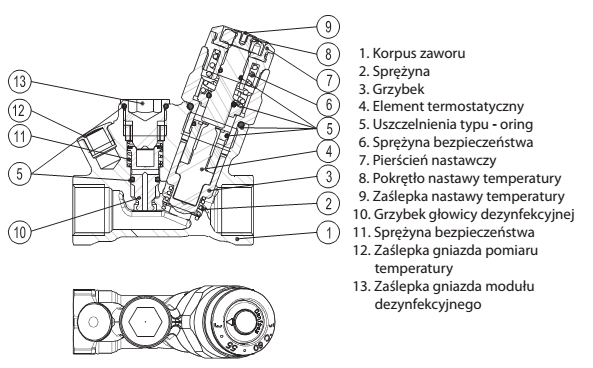 9
8
7
6
5
4
3
2
1
13
12
11
5
10
1. Korpus zaworu
2. Sprężyna
3. Grzybek
4. Element termostatyczny
5. Uszczelnienia typu - oring
6. Sprężyna bezpieczeństwa
7. Pierścień nastawczy
8. Pokrętło nastawy temperatury
9. Zaślepka nastawy temperatury
10. Grzybek głowicy dezynfekcyjnej
11. Sprężyna bezpieczeństwa
12. Zaślepka gniazda pomiaru
temperatury
13. Zaślepka gniazda modułu
dezynfekcyjnego
55
60